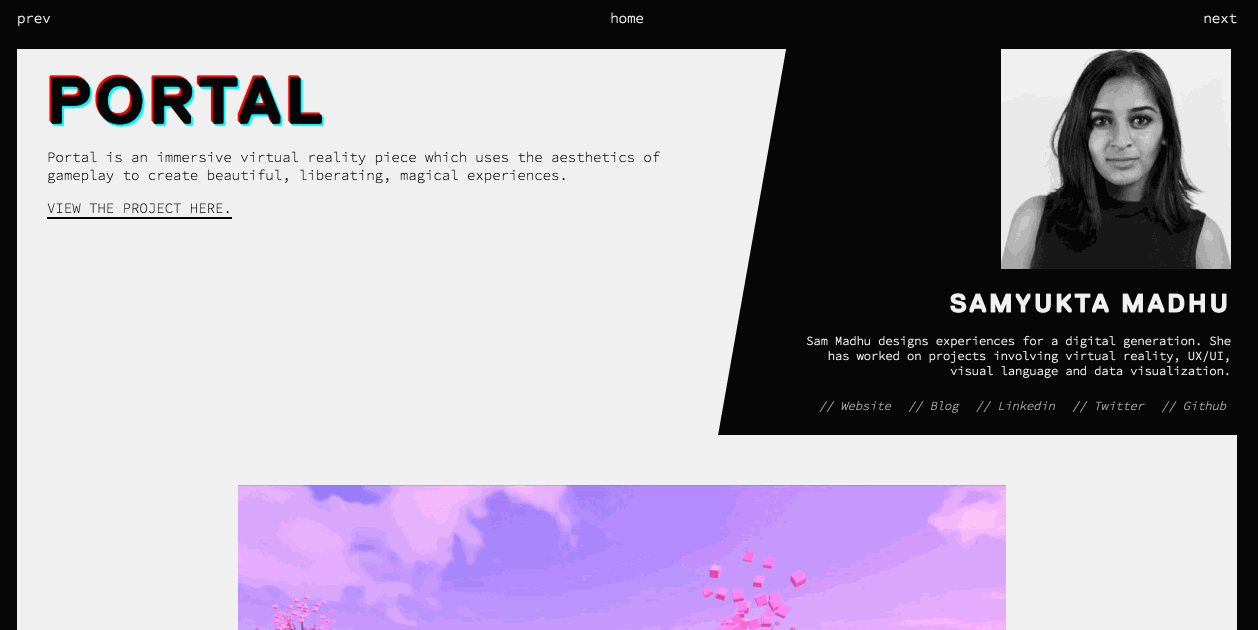 prev
home
next
PORTAL
Portal is an immersive virtual reality piece which uses the aesthetics of
gameplay to create beautiful, liberating, magical experiences.
VIEW THE PROJECT HERE.
SAMYUKTA MADHU
Sam Madhu designs experiences for a digital generation. She
has worked on projects involving virtual reality, UX/UI,
visual language and data visualization.
// Website // Blog // Linkedin // Twitter // Github